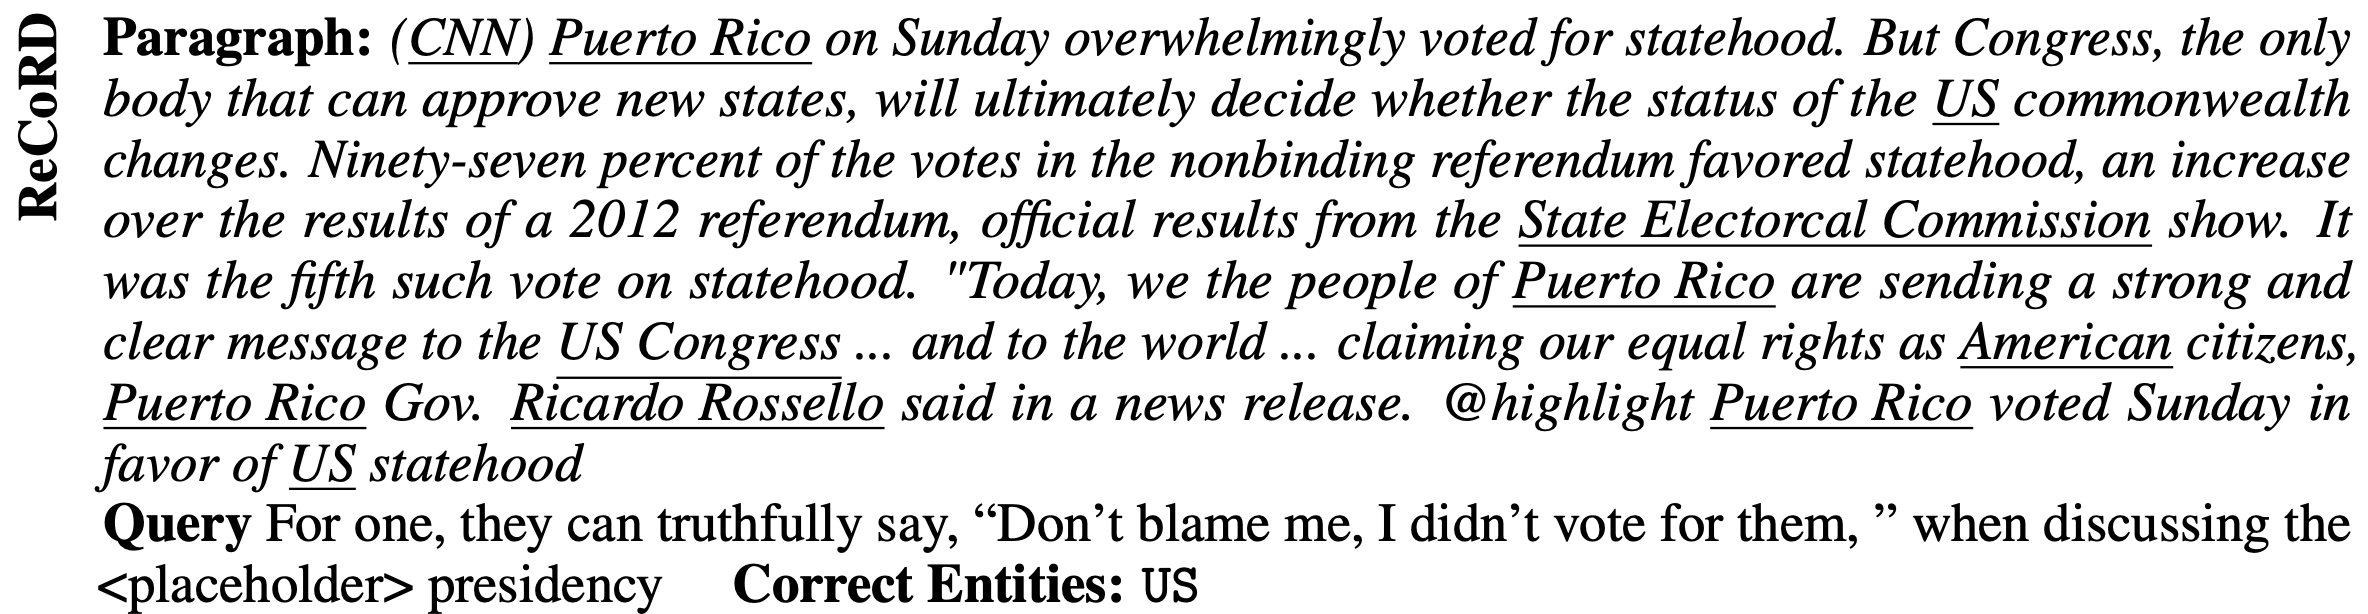 ReCoRD
Paragraph: (CNN) Puerto Rico on Sunday overwhelmingly voted for statehood. But Congress, the only
body that can approve new states, will ultimately decide whether the status of the US commonwealth
changes. Ninety-seven percent of the votes in the nonbinding referendum favored statehood, an increase
over the results of a 2012 referendum, official results from the State Electorcal Commission show. It
was the fifth such vote on statehood. "Today, we the people of Puerto Rico are sending a strong and
clear message to the US Congress ... and to the world ... claiming our equal rights as American citizens,
Puerto Rico Gov. Ricardo Rossello said in a news release. @highlight Puerto Rico voted Sunday in
favor of US statehood
Query For one, they can truthfully say, “Don’t blame me, I didn’t vote for them, ” when discussing the
<placeholder> presidency Correct Entities: US